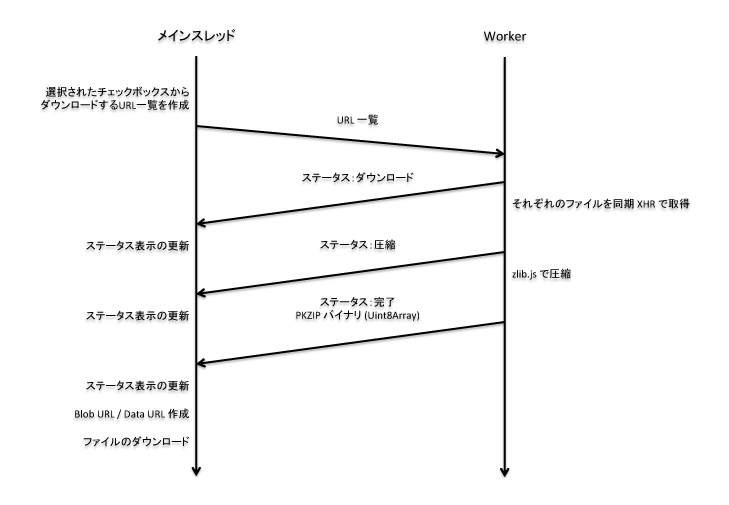 メインスレッド
Worker
選択されたチェックボックスから
ダウンロードするURL一覧を作成
URL 一覧
ステータス：ダウンロード
それぞれのファイルを同期 XHR で取得
ステータス表示の更新
ステータス：圧縮
zlib.js で圧縮
ステータス表示の更新
ステータス：完了
PKZIP バイナリ (Uint8Array)
ステータス表示の更新
Blob URL / Data URL 作成
ファイルのダウンロード